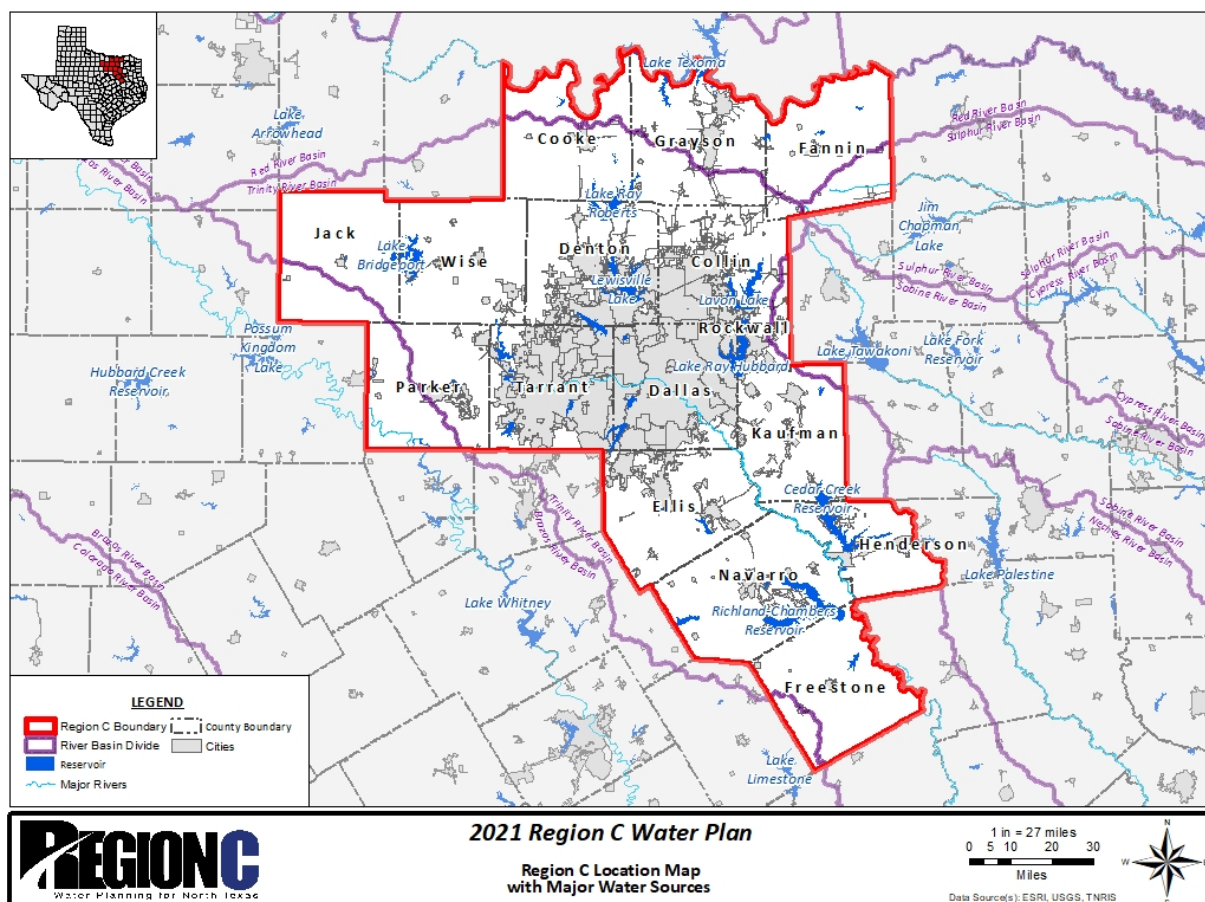 Lake Texoma
Lake
Arrowhead
Cooke
Grayson
Fannin
Red River Basin
Sulphur River Basin
Red River Basin
Trinity River Basin
Brazos River Basin
Lake Ray
Roberts
Jim
Chapman
Lake
Jack
Lake
Bridgeport
Wise
Denton
Collin
Lewisville
Lake
Lavon Lake
Sulphur River Basin
Sabine River Basin
Sulphur River Basin
Cypress River Basin
Possum
Kingdom
Lake
Rockwall
Lake Tawakoni
Lake Fork
Reservoir
Hubbard Creek
Reservoir
Lake Ray Hubbard
Parker
Tarrant
Dallas
Cypress River Basin
Sabine River Basin
Kaufman
Cedar Creek
Reservoir
Ellis
Trinity River Basin
Brazos River Basin
Sabine River Basin
Neches River Basin
Henderson
Brazos River Basin
Colorado River Basin
Navarro
Lake Palestine
Lake Whitney
Richland-Chambers
Reservoir
Freestone
Lake
Limestone
LEGEND
Region C Boundary
County Boundary
River Basin Divide
Cities
Reservoir
Major Rivers
REGION C
Water Planning for North Texas
2021 Region C Water Plan
Region C Location Map
with Major Water Sources
1 in = 27 miles
0 5 10 20 30
Miles
N
W
E
S
Data Source(s): ESRI, USGS, TNRIS